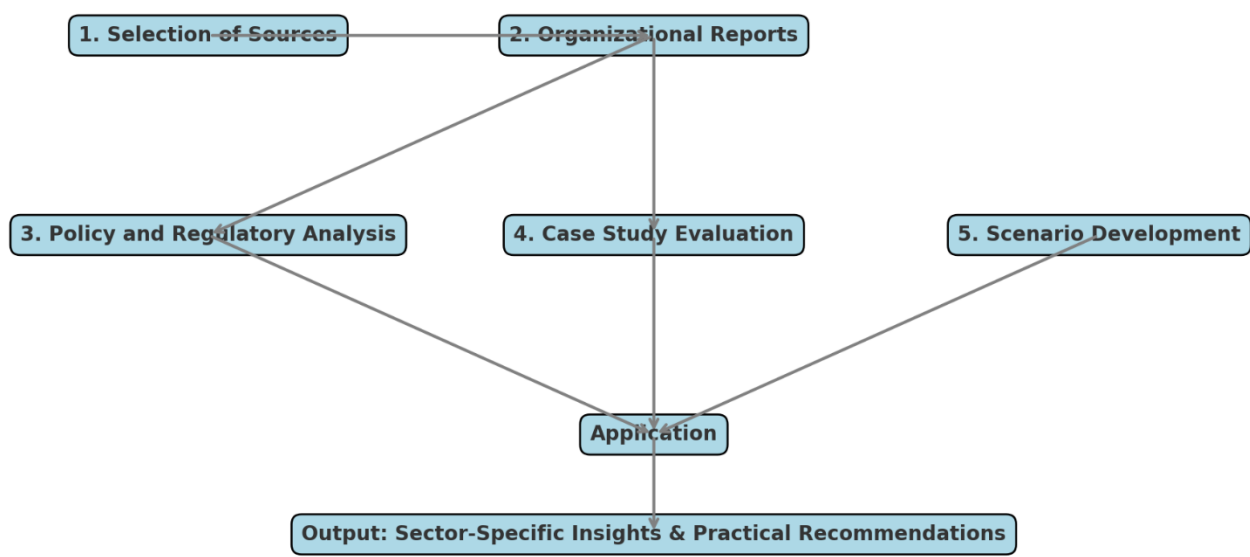 1. Selection of Sources
2. Organizational Reports
3. Policy and Regulatory Analysis
4. Case Study Evaluation
5. Scenario Development
Application
Output: Sector-Specific Insights & Practical Recommendations